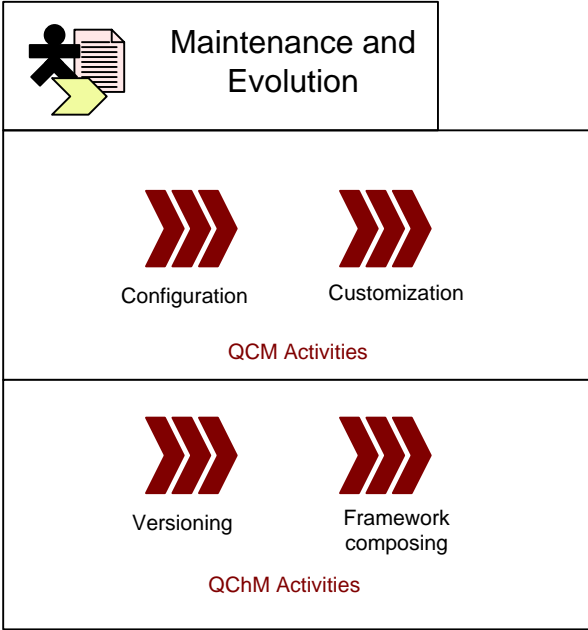 Maintenance and
Evolution
Configuration
Customization
QCM Activities
Versioning
Framework
composing
QChM Activities